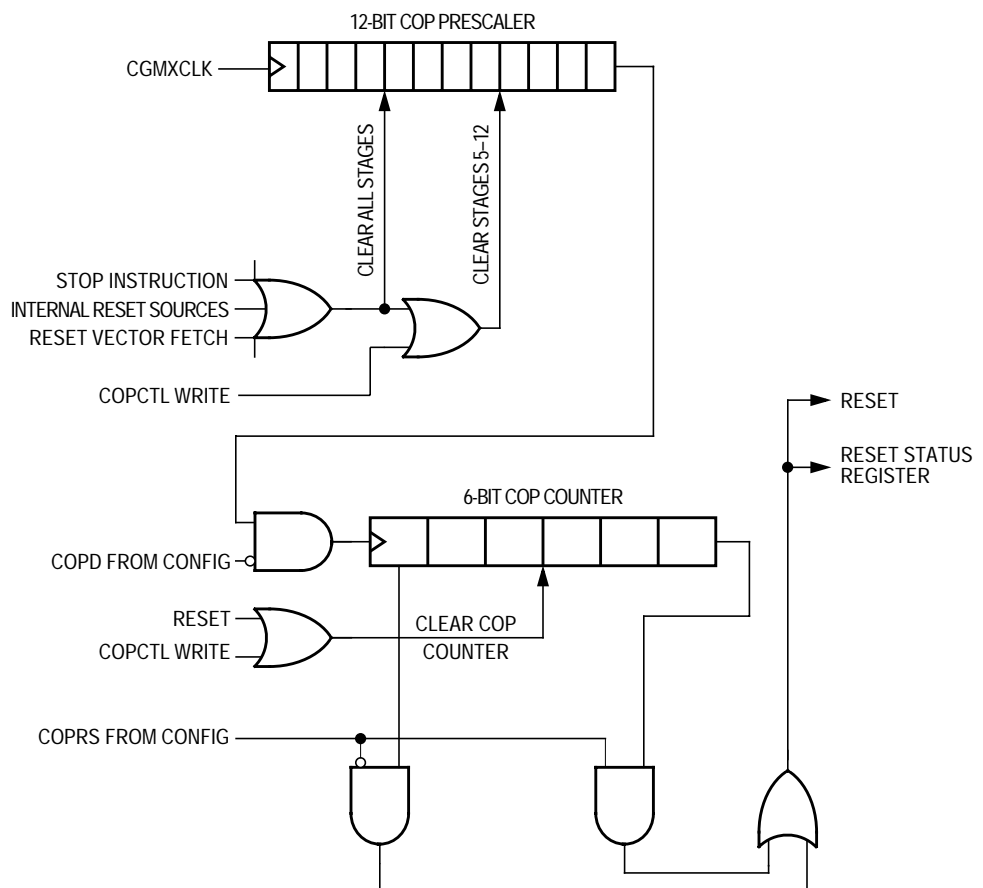 12-BIT COP PRESCALER
CGMXCLK
CLEAR ALL STAGES
CLEAR STAGES 5–12
STOP INSTRUCTION
INTERNAL RESET SOURCES
RESET VECTOR FETCH
COPCTL WRITE
RESET
RESET STATUS
REGISTER
6-BIT COP COUNTER
COPD FROM CONFIG
RESET
CLEAR COP
COUNTER
COPCTL WRITE
COPRS FROM CONFIG